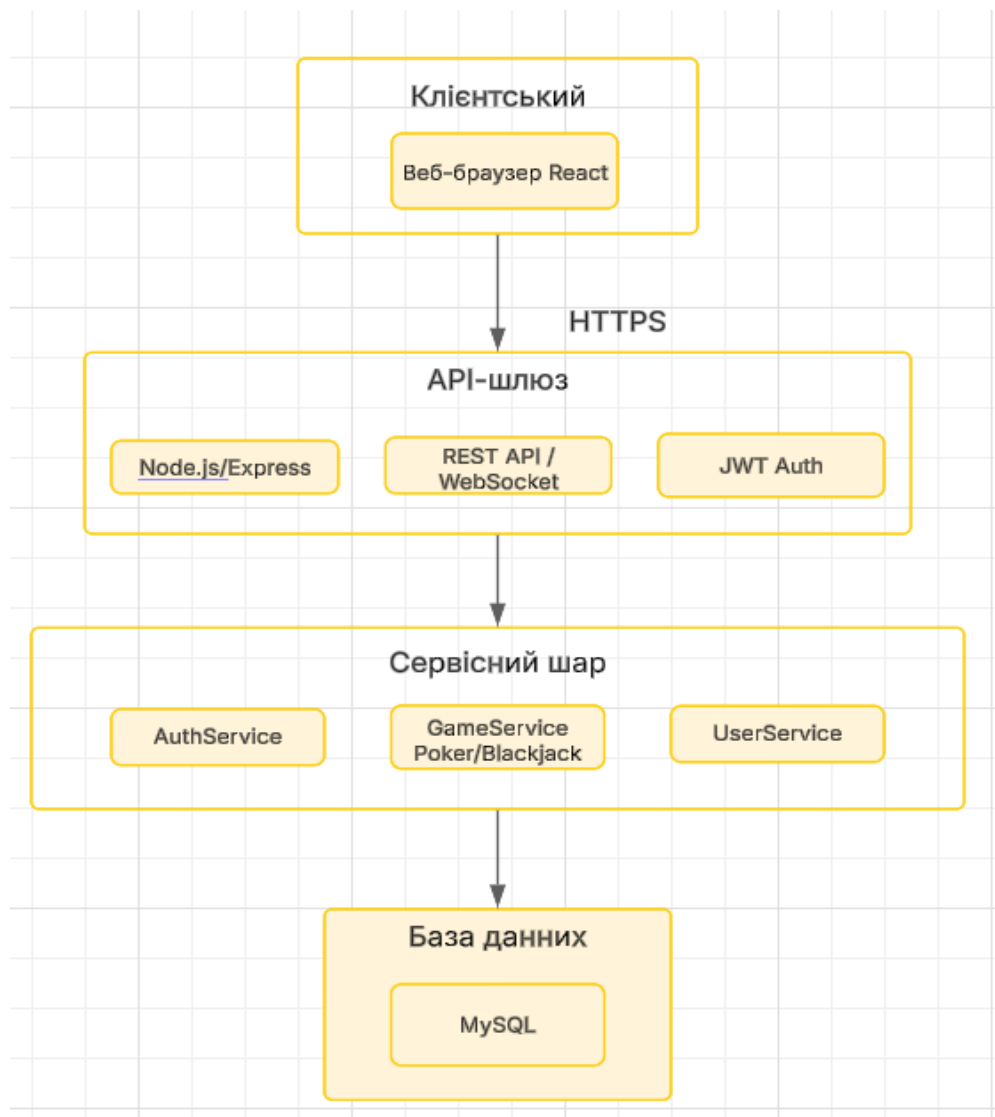 Клієнтський
Веб-браузер React
HTTPS
АРІ-шлюз
Node.js/Express
REST API /
WebSocket
JWT Auth
Сервісний шар
AuthService
GameService
Poker/Blackjack
UserService
База данних
MySQL